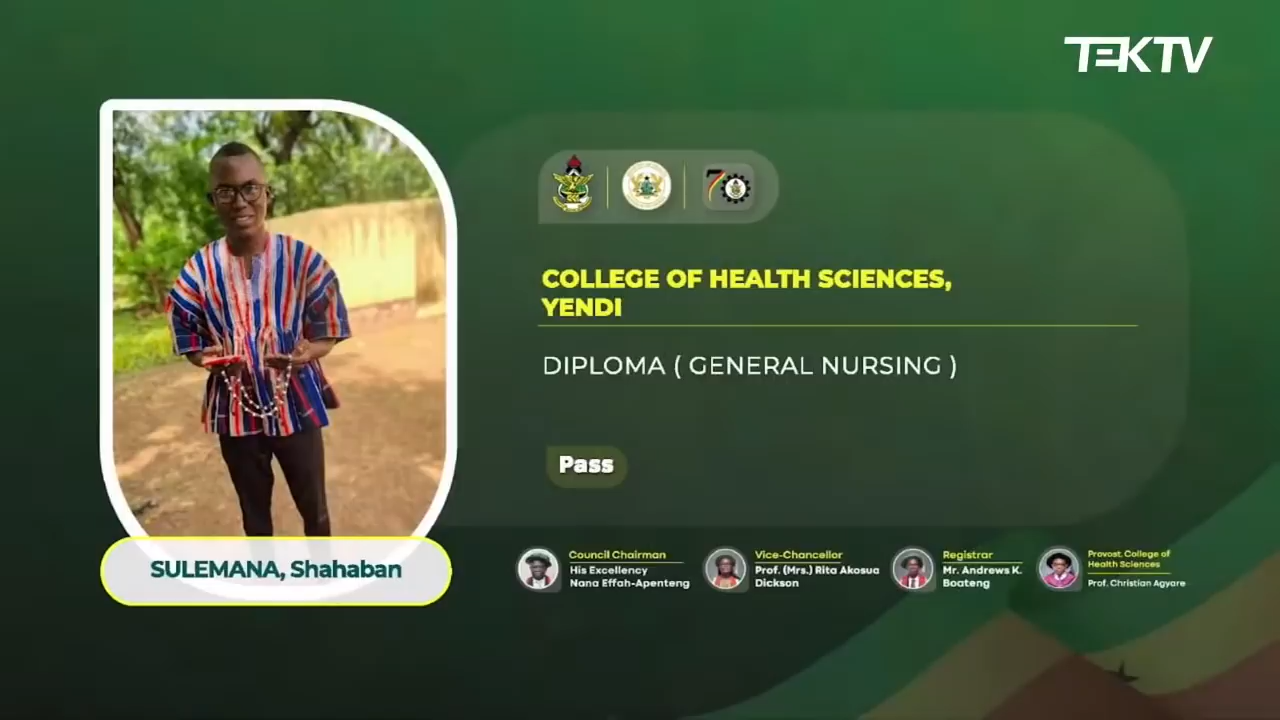 TEKTV
COLLEGE OF HEALTH SCIENCES,
YENDI
DIPLOMA ( GENERAL NURSING )
Pass
SULEMANA, Shahaban
Council Chairman
His Excellency
Nana Effah-Apenteng
Vice-Chancellor
Prof. (Mrs.) Rita Akosua
Dickson
Registrar
Mr. Andrews K.
Boateng
Provost, College of
Health Sciences
Prof. Christian Agyare